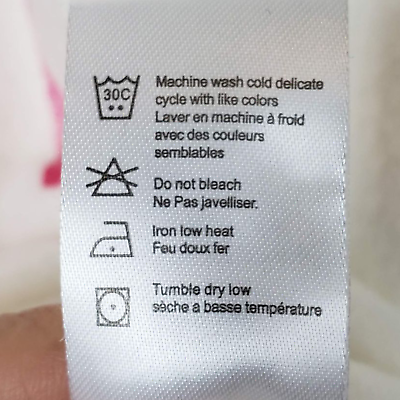 30C
Machine wash cold delicate
cycle with like colors
Laver en machine à froid
avec des couleurs
semblables
Do not bleach
Ne Pas javelliser.
Iron low heat
Feu doux fer
Tumble dry low
sèche a basse température